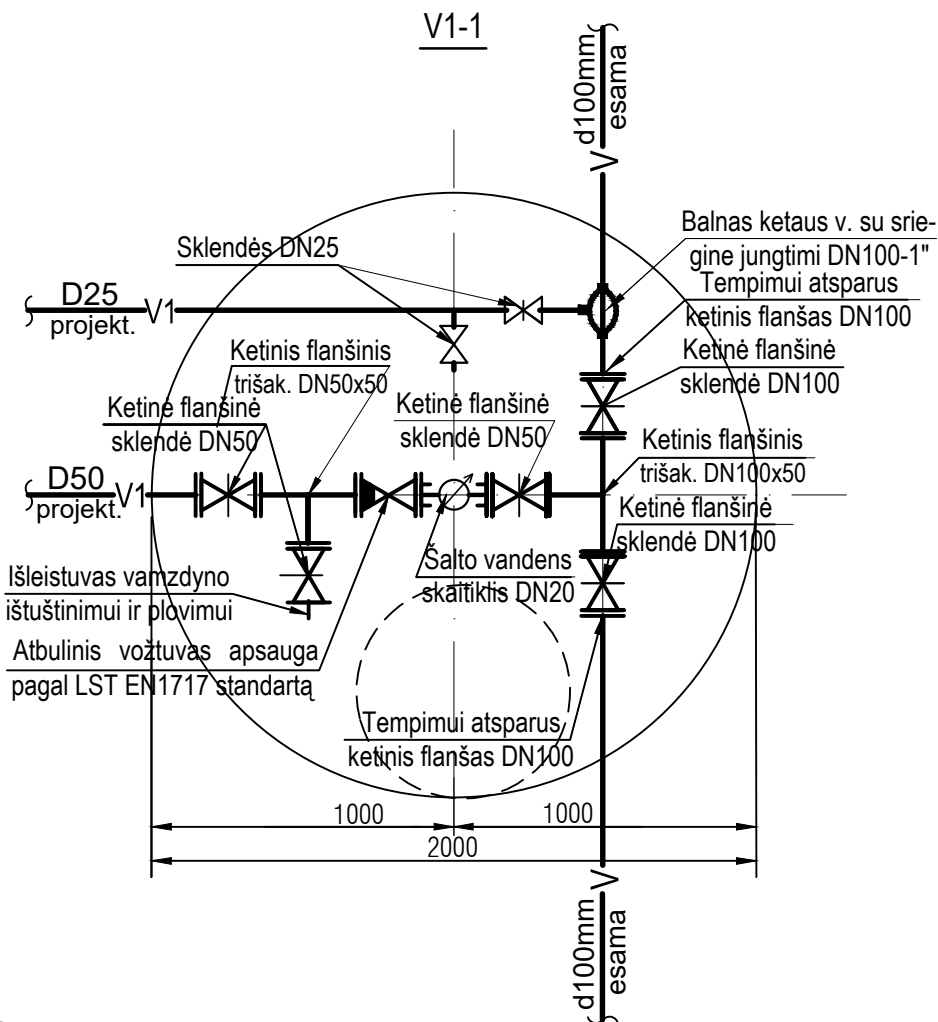 V1-1
d100mm
esama
V
Balnas ketaus v. su srie-
gine jungtimi DN100-1"
Sklendės DN25
Tempimui atsparus
ketinis flanšas DN100
D25
projekt.
V1
Ketinis flanšinis
trišak. DN50x50
Ketinė flanšinė
sklendė DN100
Ketinė flanšinė
sklendė DN50
Ketinė flanšinė
sklendė DN50
Ketinis flanšinis
trišak. DN100x50
D50
projekt.
V1
Ketinė flanšinė
sklendė DN100
Šalto vandens
skaitiklis DN20
Išleistuvas vamzdyno
ištuštinimui ir plovimui
Atbulinis vožtuvas apsauga
pagal LST EN1717 standartą
Tempimui atsparus
ketinis flanšas DN100
1000
1000
2000
V
d100mm
esama